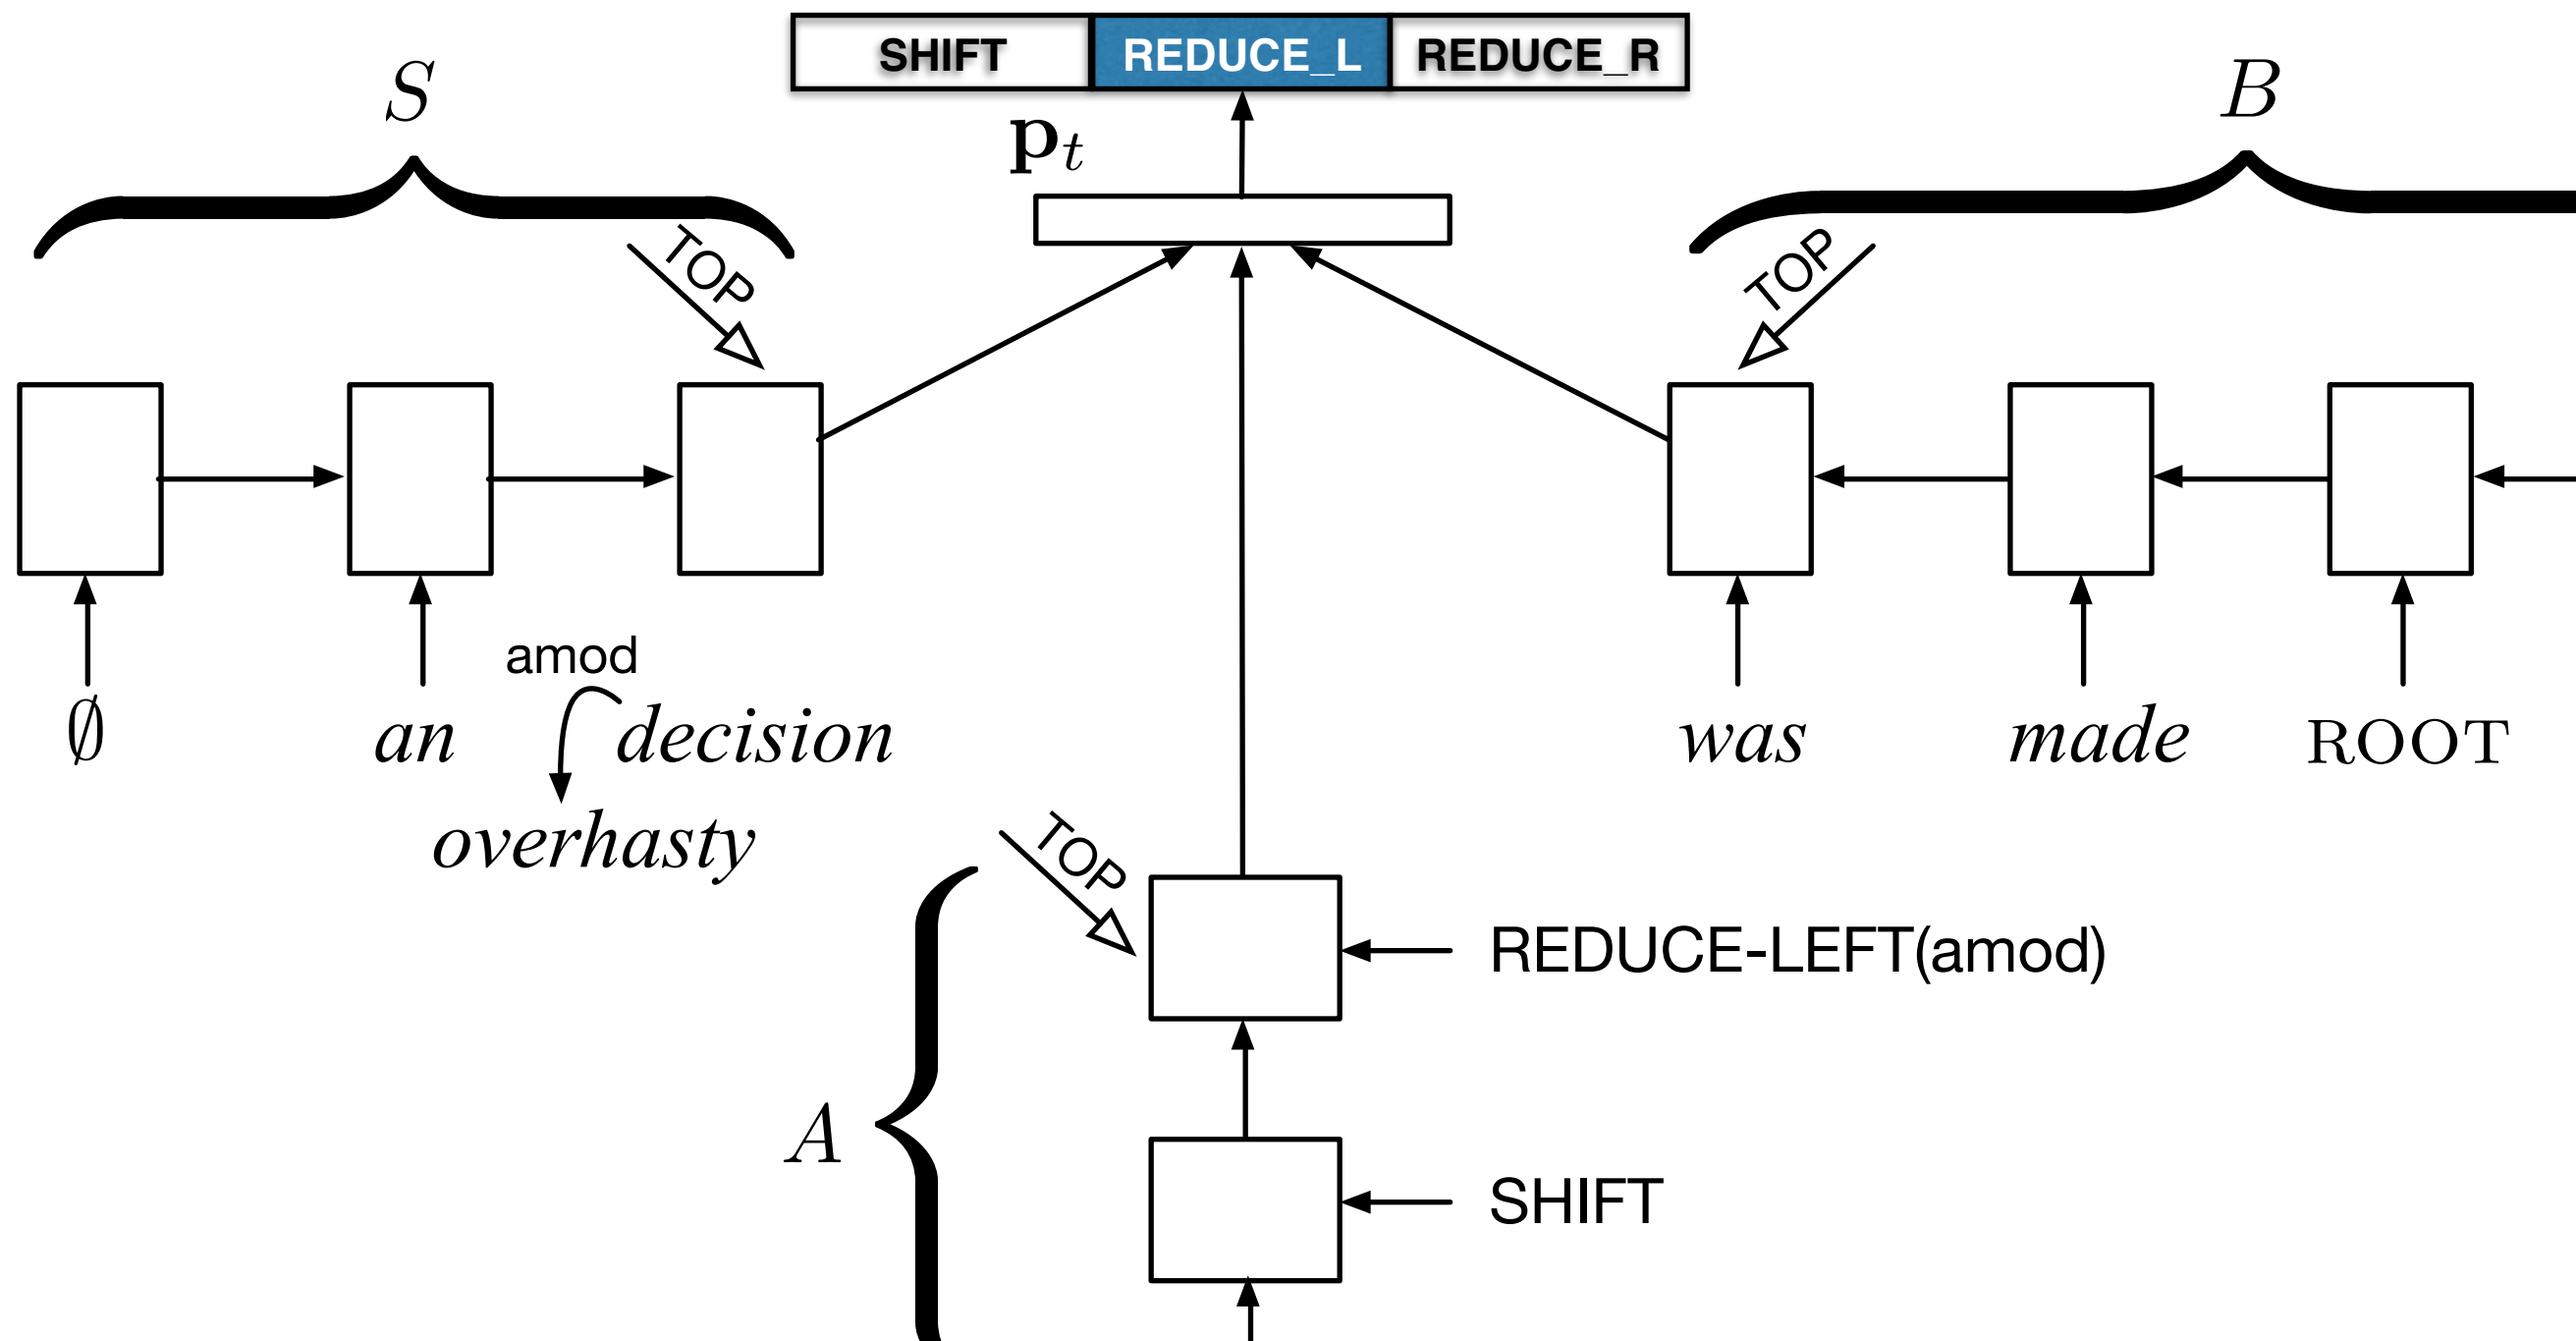 SHIFT REDUCE_L REDUCE_R
S
B
p_t
TOP
TOP
amod
∅ an decision was made ROOT
overhasty
TOP
REDUCE-LEFT(amod)
A
SHIFT